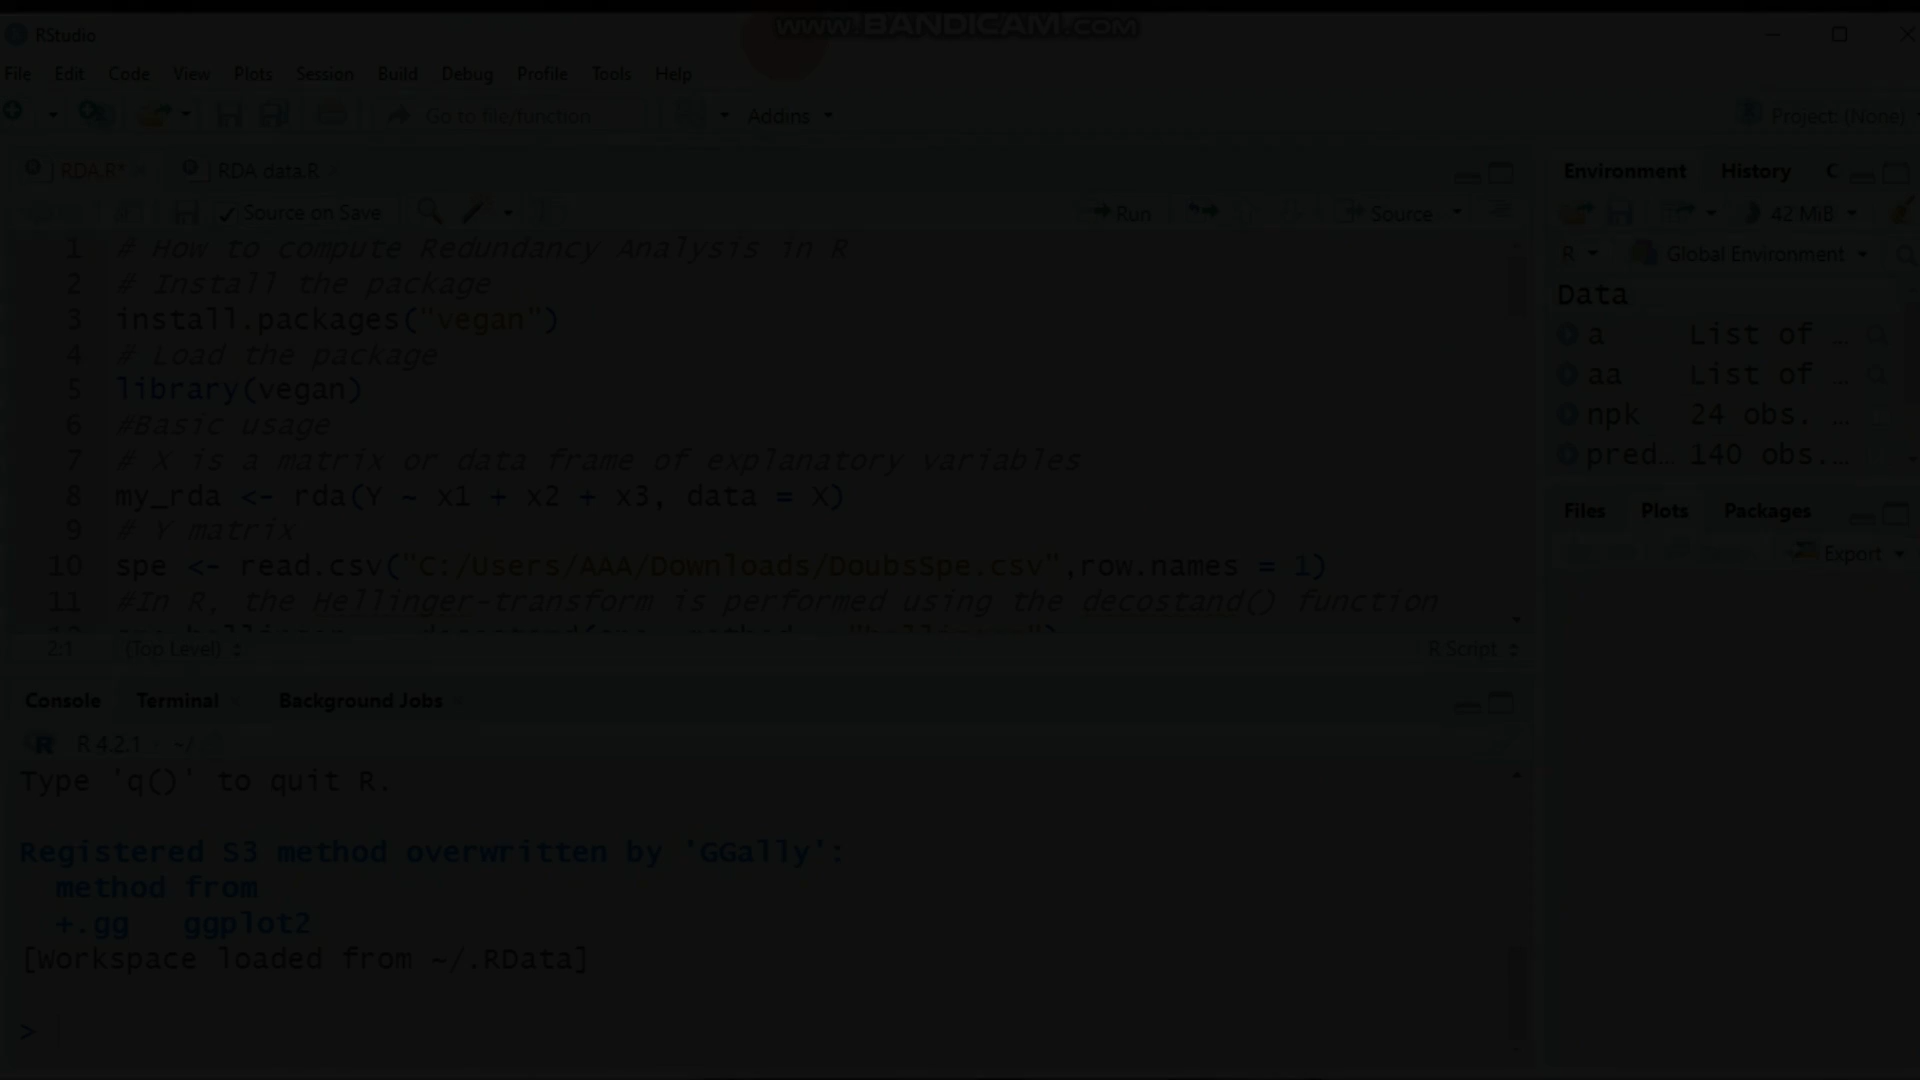 www.BANDICAM.com
RStudio
File Edit Code View Plots Session Build Debug Profile Tools Help
Go to file/function Addins Project: (None)
RDA.R* RDA data.R
Source on Save Run Source
1 # How to compute Redundancy Analysis in R
2 # Install the package
3 install.packages("vegan")
4 # Load the package
5 library(vegan)
6 #Basic usage
7 # X is a matrix or data frame of explanatory variables
8 my_rda <- rda(Y ~ x1 + x2 + x3, data = X)
9 # Y matrix
10 spe <- read.csv("C:/Users/AAA/Downloads/DoubsSpe.csv",row.names = 1)
11 #In R, the Hellinger-transform is performed using the decostand() function
2:1 (Top Level) R Script
Console Terminal Background Jobs
R 4.2.1 · ~/
Type 'q()' to quit R.
Registered S3 method overwritten by 'GGally':
method from
+.gg ggplot2
[Workspace loaded from ~/.RData]
>
Environment History C
42 MiB
R Global Environment
Data
a List of …
aa List of …
npk 24 obs. …
pred… 140 obs.…
Files Plots Packages
Export